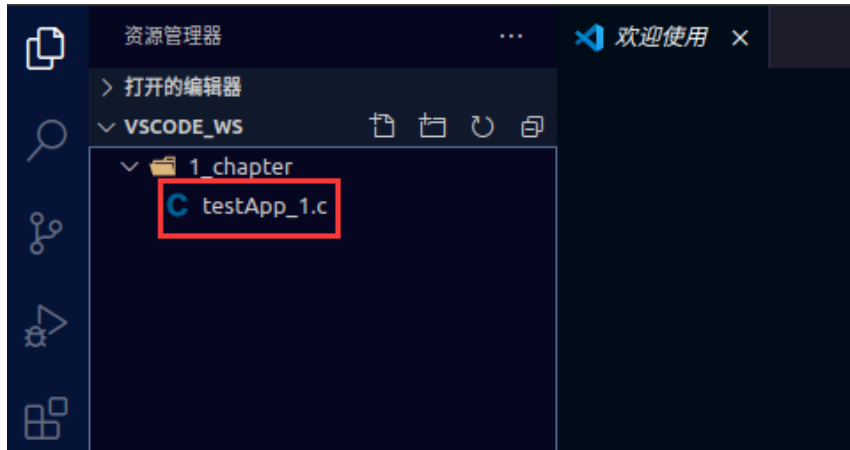 资源管理器
欢迎使用
打开的编辑器
VSCODE_WS
1_chapter
C testApp_1.c